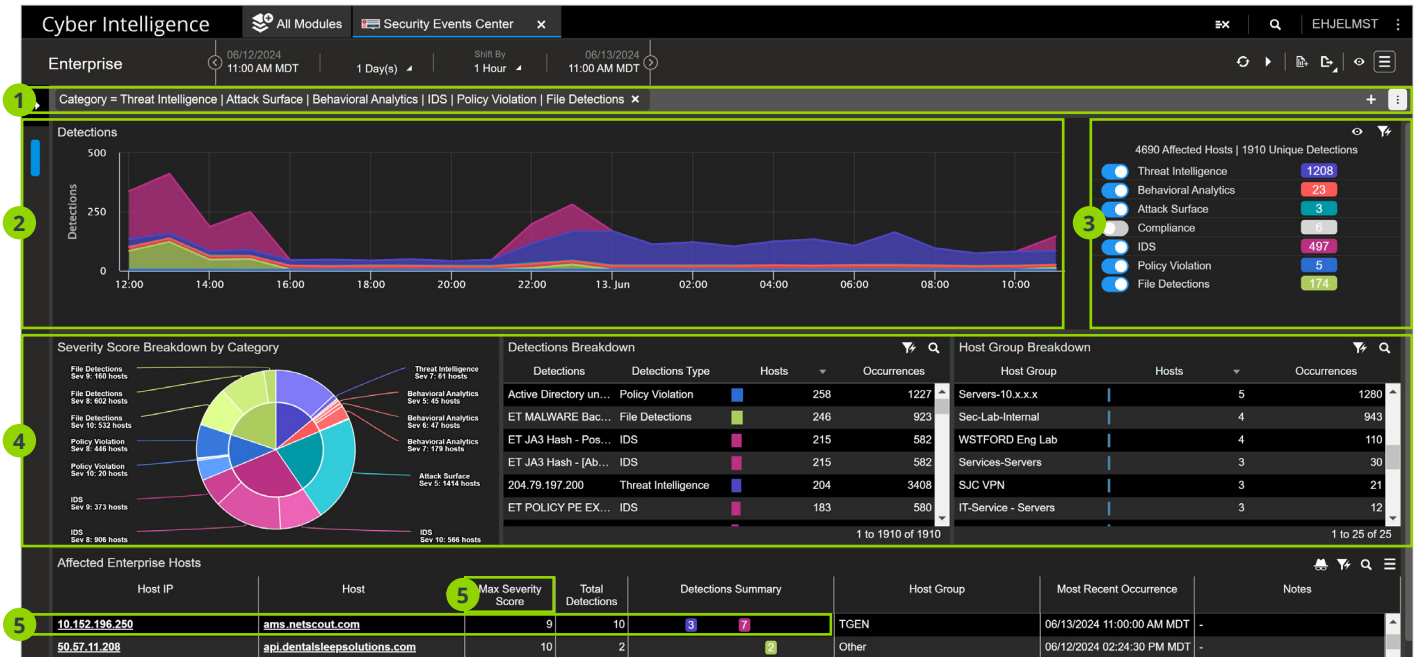 Cyber Intelligence
All Modules
Security Events Center ×
EHJELMST
Enterprise
06/12/2024
11:00 AM MDT
1 Day(s)
Shift By
1 Hour
06/13/2024
11:00 AM MDT
1
Category = Threat Intelligence | Attack Surface | Behavioral Analytics | IDS | Policy Violation | File Detections ×
+
2
Detections
Detections
500
250
0
12:00 14:00 16:00 18:00 20:00 22:00 13. Jun 02:00 04:00 06:00 08:00 10:00
3
4690 Affected Hosts | 1910 Unique Detections
Threat Intelligence 1208
Behavioral Analytics 23
Attack Surface 3
Compliance 6
IDS 497
Policy Violation 5
File Detections 174
4
Severity Score Breakdown by Category
File Detections
Sev 9: 160 hosts
File Detections
Sev 8: 602 hosts
File Detections
Sev 10: 532 hosts
Policy Violation
Sev 8: 446 hosts
Policy Violation
Sev 10: 20 hosts
IDS
Sev 9: 373 hosts
IDS
Sev 8: 906 hosts
Threat Intelligence
Sev 7: 61 hosts
Behavioral Analytics
Sev 5: 45 hosts
Behavioral Analytics
Sev 6: 47 hosts
Behavioral Analytics
Sev 7: 179 hosts
Attack Surface
Sev 5: 1414 hosts
IDS
Sev 10: 566 hosts
Detections Breakdown
Detections Detections Type Hosts Occurrences
Active Directory un... Policy Violation 258 1227
ET MALWARE Bac... File Detections 246 923
ET JA3 Hash - Pos... IDS 215 582
ET JA3 Hash - [Ab... IDS 215 582
204.79.197.200 Threat Intelligence 204 3408
ET POLICY PE EX... IDS 183 580
1 to 1910 of 1910
Host Group Breakdown
Host Group Hosts Occurrences
Servers-10.x.x.x 5 1280
Sec-Lab-Internal 4 943
WSTFORD Eng Lab 4 110
Services-Servers 3 30
SJC VPN 3 21
IT-Service - Servers 3 12
1 to 25 of 25
Affected Enterprise Hosts
Host IP Host 5 Max Severity Score Total Detections Detections Summary Host Group Most Recent Occurrence Notes
5
10.152.196.250 ams.netscout.com 9 10 3 7 TGEN 06/13/2024 11:00:00 AM MDT -
50.57.11.208 api.dentalsleepsolutions.com 10 2 2 Other 06/12/2024 02:24:30 PM MDT -